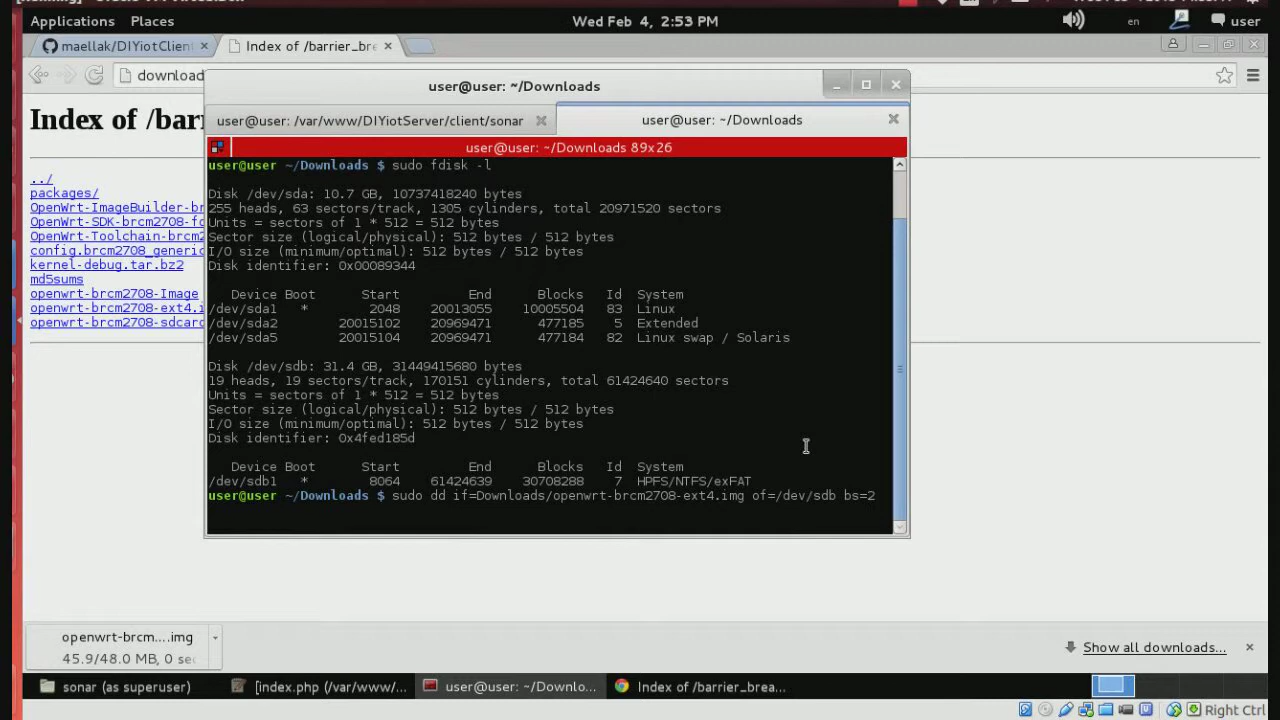 Applications Places
Wed Feb 4, 2:53 PM
en
user
maellak/DIYiotClient
Index of /barrier_bre
download
user@user: ~/Downloads
user@user: /var/www/DIYiotServer/client/sonar
user@user: ~/Downloads
user@user: ~/Downloads 89x26
Index of /barr
../
packages/
OpenWrt-ImageBuilder-br
OpenWrt-SDK-brcm2708-fo
OpenWrt-Toolchain-brcm2
config.brcm2708_generic
kernel-debug.tar.bz2
md5sums
openwrt-brcm2708-Image
openwrt-brcm2708-ext4.i
openwrt-brcm2708-sdcard
user@user ~/Downloads $ sudo fdisk -l
Disk /dev/sda: 10.7 GB, 10737418240 bytes
255 heads, 63 sectors/track, 1305 cylinders, total 20971520 sectors
Units = sectors of 1 * 512 = 512 bytes
Sector size (logical/physical): 512 bytes / 512 bytes
I/O size (minimum/optimal): 512 bytes / 512 bytes
Disk identifier: 0x00089344
Device Boot Start End Blocks Id System
/dev/sda1 * 2048 20013055 10005504 83 Linux
/dev/sda2 20015102 20969471 477185 5 Extended
/dev/sda5 20015104 20969471 477184 82 Linux swap / Solaris
Disk /dev/sdb: 31.4 GB, 31449415680 bytes
19 heads, 19 sectors/track, 170151 cylinders, total 61424640 sectors
Units = sectors of 1 * 512 = 512 bytes
Sector size (logical/physical): 512 bytes / 512 bytes
I/O size (minimum/optimal): 512 bytes / 512 bytes
Disk identifier: 0x4fed185d
Device Boot Start End Blocks Id System
/dev/sdb1 * 8064 61424639 30708288 7 HPFS/NTFS/exFAT
user@user ~/Downloads $ sudo dd if=Downloads/openwrt-brcm2708-ext4.img of=/dev/sdb bs=2
openwrt-brcm....img
45.9/48.0 MB, 0 sec
Show all downloads...
sonar (as superuser)
[index.php (/var/www/...
user@user: ~/Downlo...
Index of /barrier_brea...
Right Ctrl